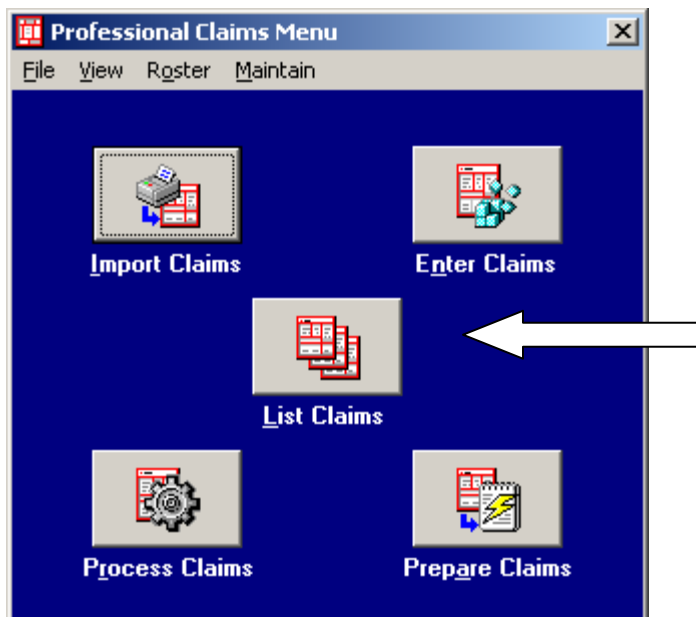 Professional Claims Menu
File View Roster Maintain
Import Claims Enter Claims
List Claims
Process Claims Prepare Claims